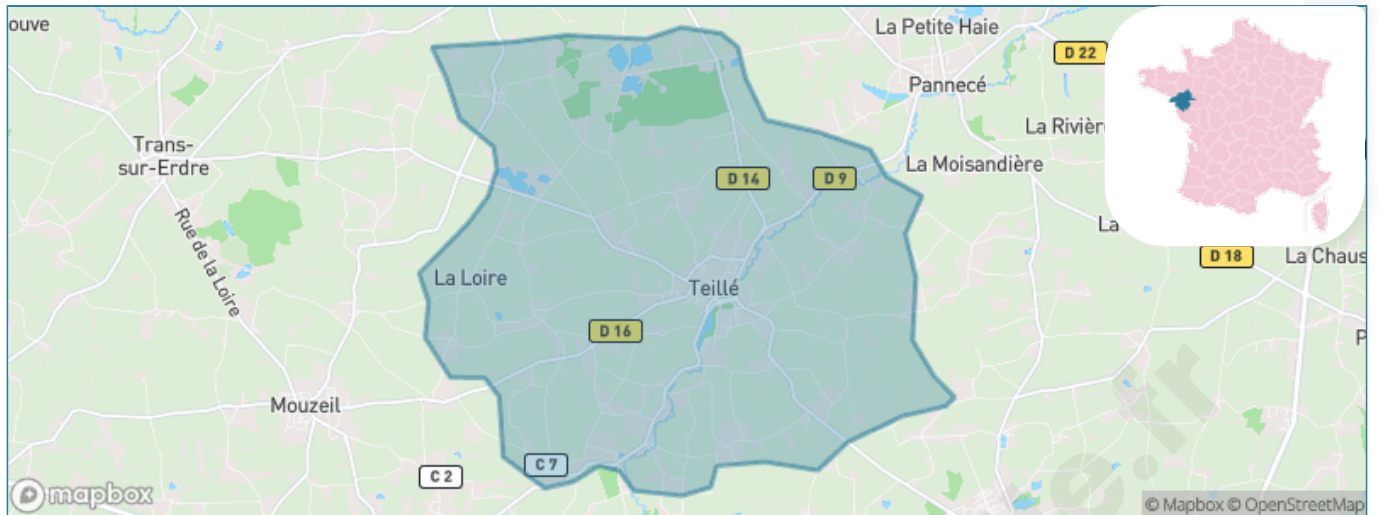 ouve
La Petite Haie
D 22
Pannecé
Trans-
sur-Erdre
La Rivièr
La Moisandière
D 14
D 9
Rue de la Loire
La
La Loire
D 18
La Chaus
Teillé
D 16
Mouzeil
C 7
C 2
mapbox
© Mapbox © OpenStreetMap